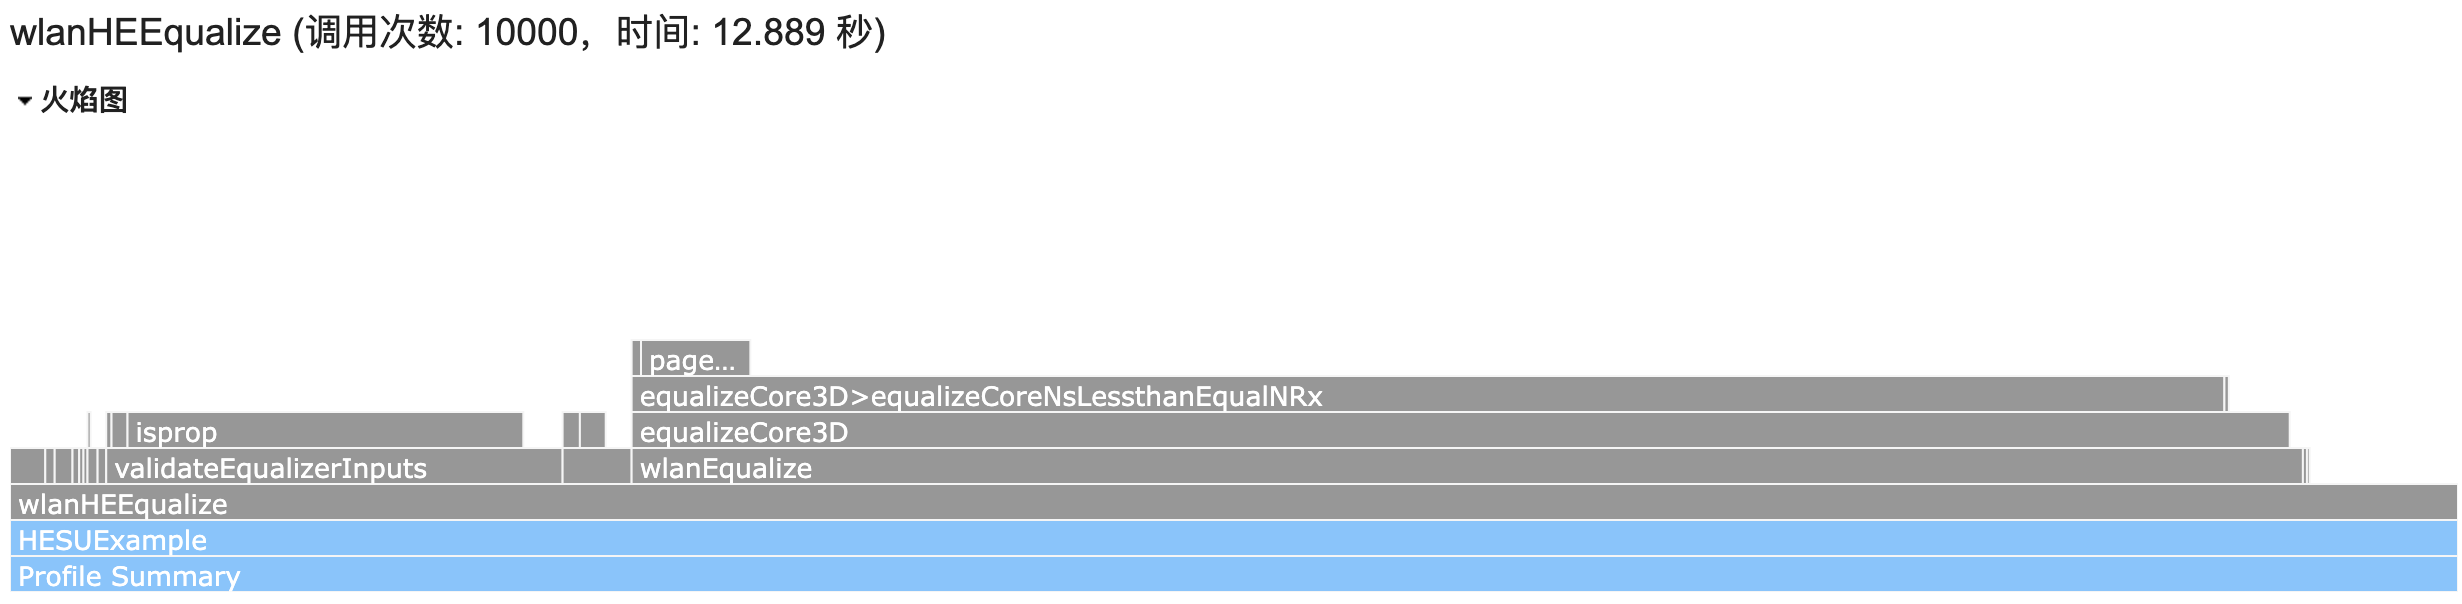 wlanHEEqualize (调用次数: 10000，时间: 12.889 秒)
火焰图
page...
equalizeCore3D>equalizeCoreNsLessthanEqualNRx
isprop
equalizeCore3D
validateEqualizerInputs
wlanEqualize
wlanHEEqualize
HESUExample
Profile Summary